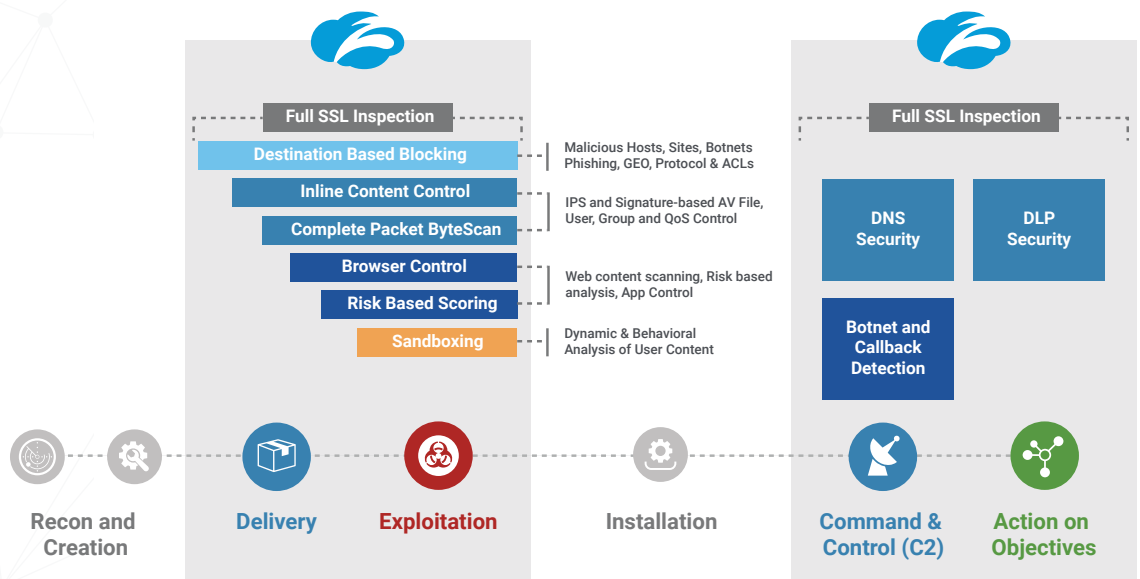 Full SSL Inspection
Destination Based Blocking
Inline Content Control
Complete Packet ByteScan
Browser Control
Risk Based Scoring
Sandboxing
Malicious Hosts, Sites, Botnets
Phishing, GEO, Protocol & ACLs
IPS and Signature-based AV File,
User, Group and QoS Control
Web content scanning, Risk based
analysis, App Control
Dynamic & Behavioral
Analysis of User Content
Full SSL Inspection
DNS
Security
DLP
Security
Botnet and
Callback
Detection
Recon and
Creation
Delivery
Exploitation
Installation
Command &
Control (C2)
Action on
Objectives